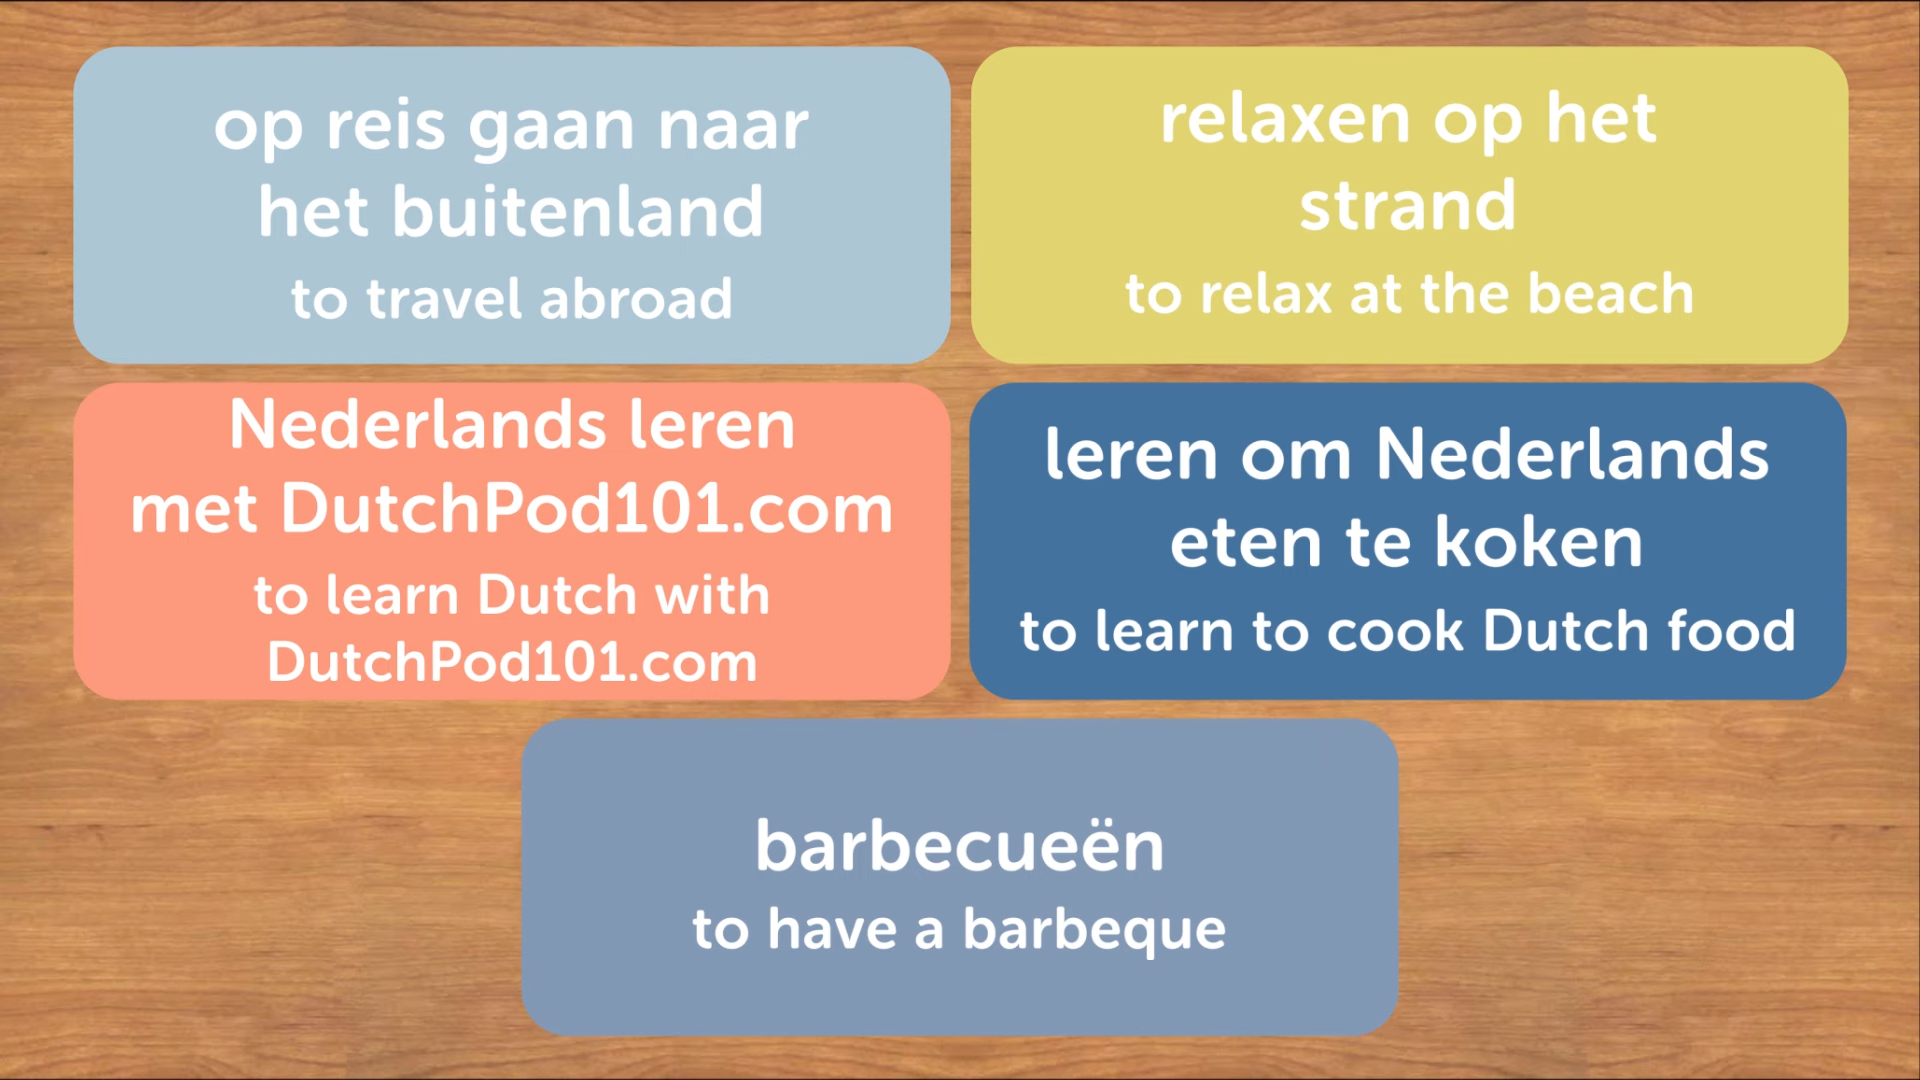 op reis gaan naar
het buitenland
to travel abroad
relaxen op het
strand
to relax at the beach
Nederlands leren
met DutchPod101.com
to learn Dutch with
DutchPod101.com
leren om Nederlands
eten te koken
to learn to cook Dutch food
barbecueën
to have a barbeque